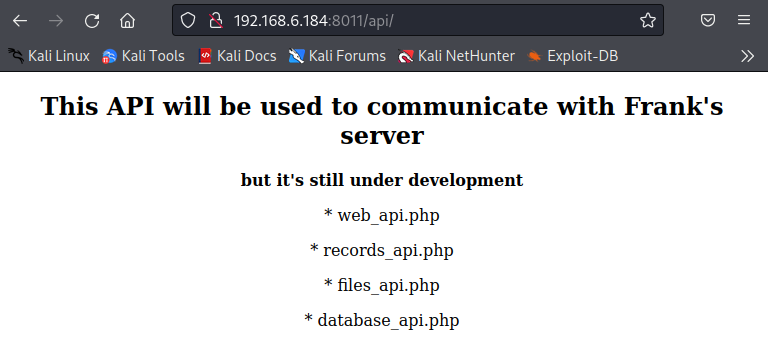 192.168.6.184:8011/api/
Kali Linux Kali Tools Kali Docs Kali Forums Kali NetHunter Exploit-DB
This API will be used to communicate with Frank's
server
but it's still under development
* web_api.php
* records_api.php
* files_api.php
* database_api.php